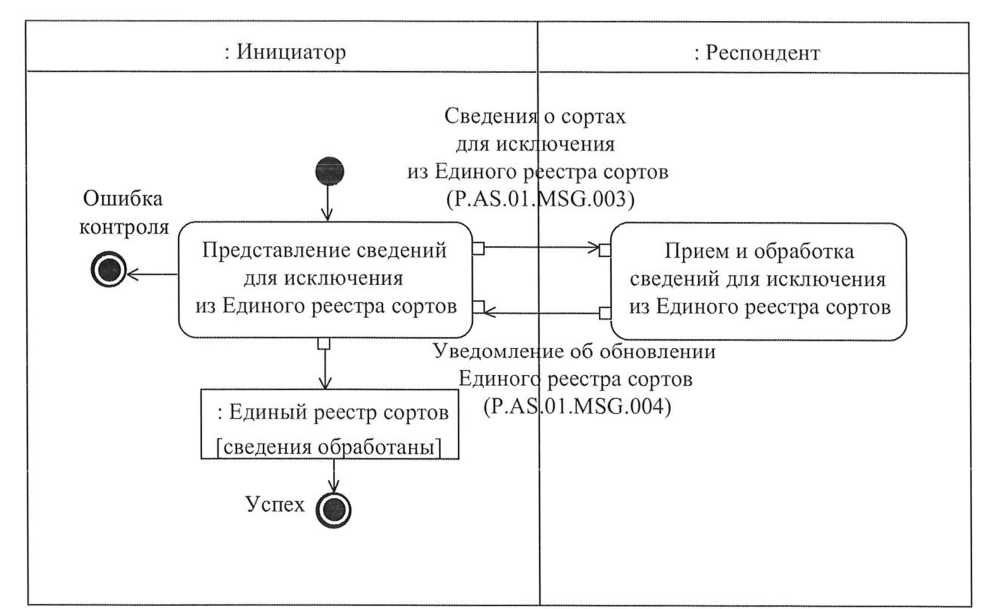 : Инициатор
: Респондент
Сведения о сортах
для исключения
из Единого реестра сортов
(P.AS.01.MSG.003)
Ошибка
контроля
Представление сведений
для исключения
из Единого реестра сортов
Прием и обработка
сведений для исключения
из Единого реестра сортов
Уведомление об обновлении
Единого реестра сортов
(P.AS.01.MSG.004)
: Единый реестр сортов
[сведения обработаны]
Успех